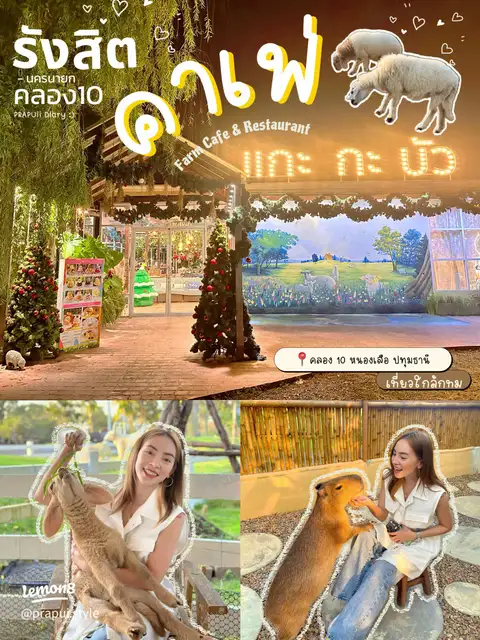 รังสิต
- นครนายก
คลอง10
PRAPUii Diary :)
คาเฟ่
Farm Cafe & Restaurant
แกะ กะ บัว
คลอง 10 หนองเสือ ปทุมธานี
เที่ยวใกล้กทม
lemon8
@prapui.style